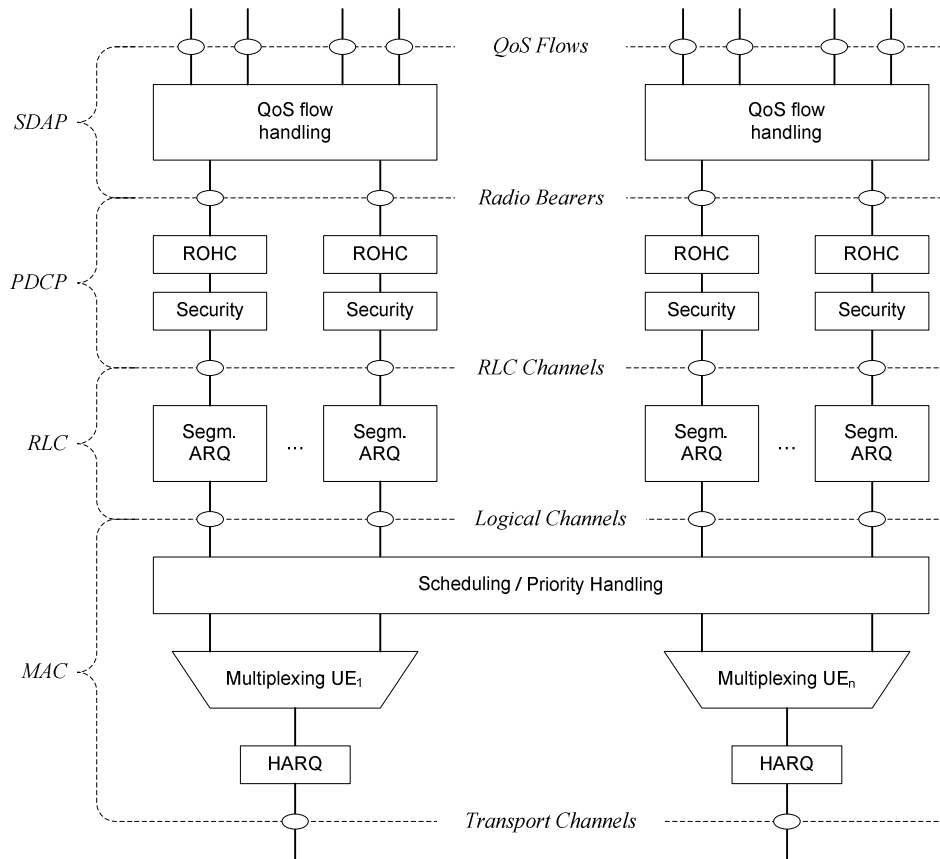 QoS Flows
SDAP
QoS flow
handling
QoS flow
handling
Radio Bearers
PDCP
ROHC
ROHC
ROHC
ROHC
Security
Security
Security
Security
RLC Channels
RLC
Segm.
ARQ
...
Segm.
ARQ
Segm.
ARQ
...
Segm.
ARQ
Logical Channels
MAC
Scheduling / Priority Handling
Multiplexing UE₁
Multiplexing UEₙ
HARQ
HARQ
Transport Channels